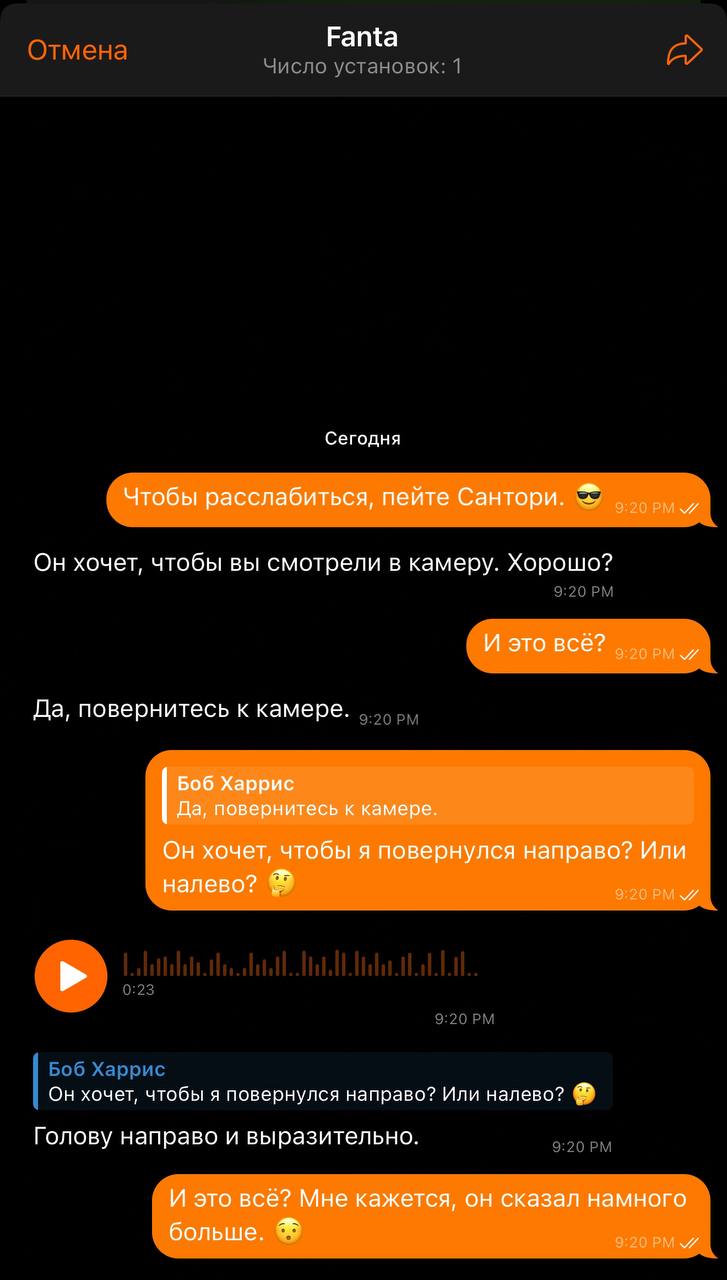 Отмена
Fanta
Число установок: 1
Сегодня
Чтобы расслабиться, пейте Сантори. 😎 9:20 PM
Он хочет, чтобы вы смотрели в камеру. Хорошо?
9:20 PM
И это всё? 9:20 PM
Да, повернитесь к камере. 9:20 PM
Боб Харрис
Да, повернитесь к камере.
Он хочет, чтобы я повернулся направо? Или
налево? 🤔 9:20 PM
0:23
9:20 PM
Боб Харрис
Он хочет, чтобы я повернулся направо? Или налево? 🤔
Голову направо и выразительно. 9:20 PM
И это всё? Мне кажется, он сказал намного
больше. 😯 9:20 PM